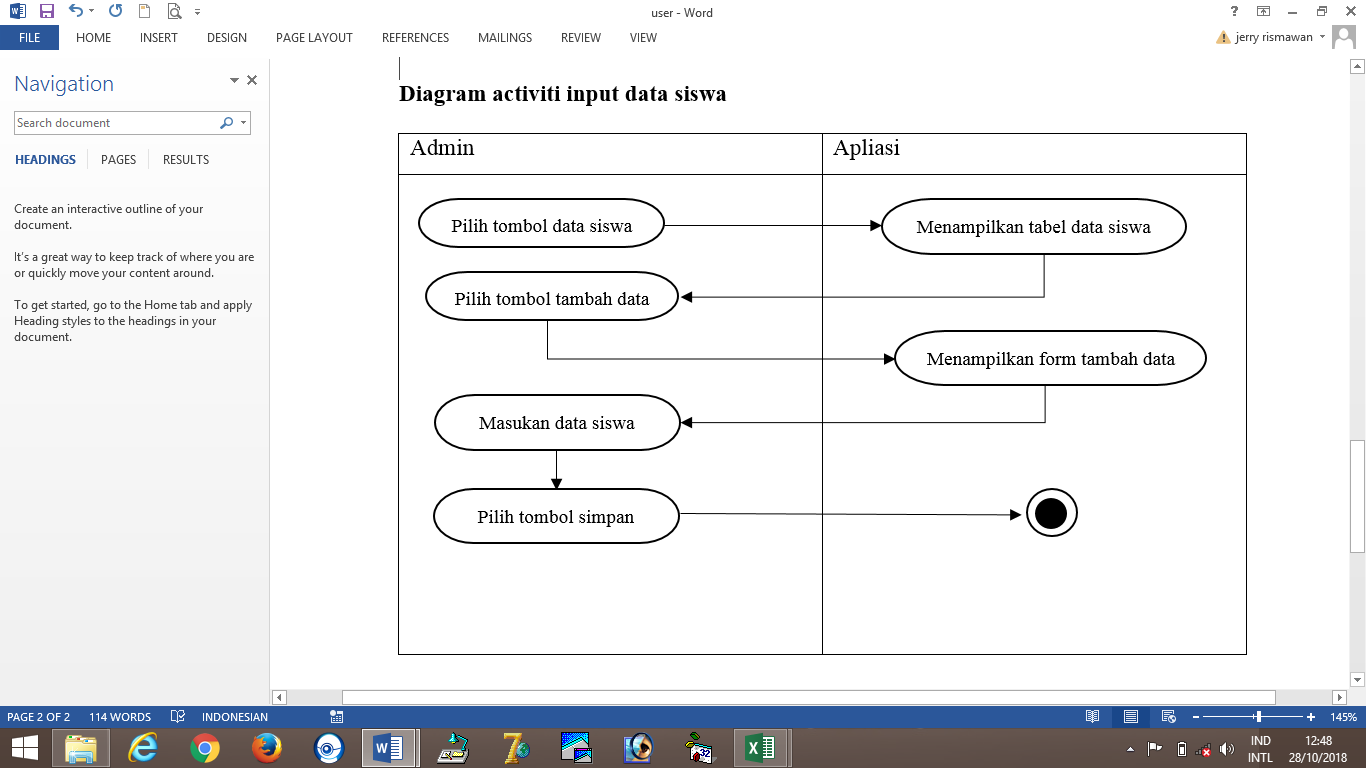 user - Word
FILE HOME INSERT DESIGN PAGE LAYOUT REFERENCES MAILINGS REVIEW VIEW
jerry rismawan
Navigation
Search document
HEADINGS PAGES RESULTS
Create an interactive outline of your
document.
It's a great way to keep track of where you are
or quickly move your content around.
To get started, go to the Home tab and apply
Heading styles to the headings in your
document.
Diagram activiti input data siswa
Admin
Apliasi
Pilih tombol data siswa
Menampilkan tabel data siswa
Pilih tombol tambah data
Menampilkan form tambah data
Masukan data siswa
Pilih tombol simpan
PAGE 2 OF 2 114 WORDS INDONESIAN
145%
32
IND
INTL
12:48
28/10/2018